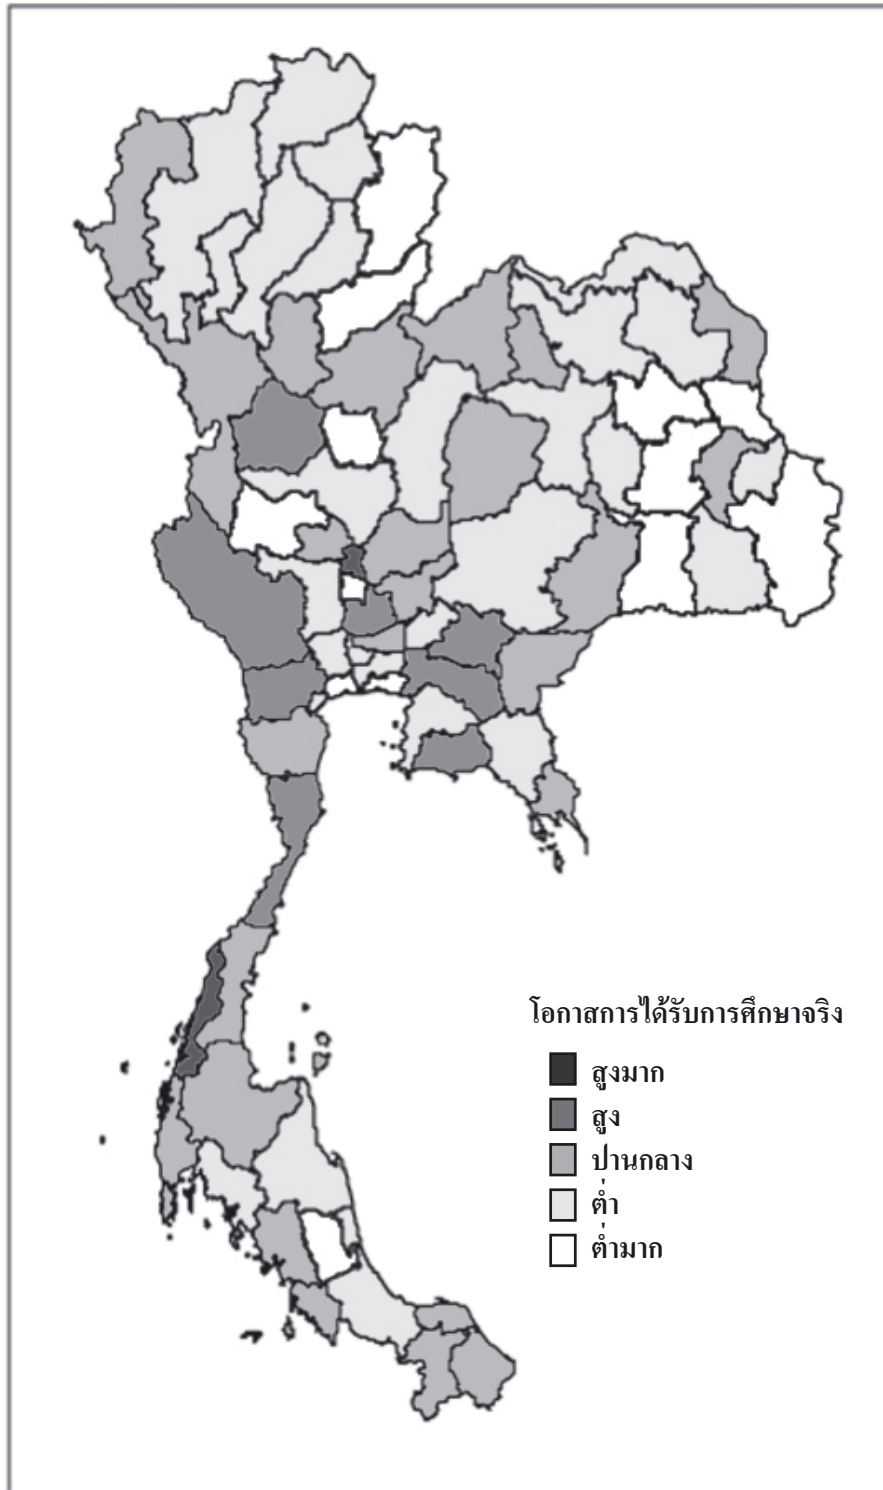 โอกาสการได้รับการศึกษาจริง
สูงมาก
สูง
ปานกลาง
ต่ำ
ต่ำมาก